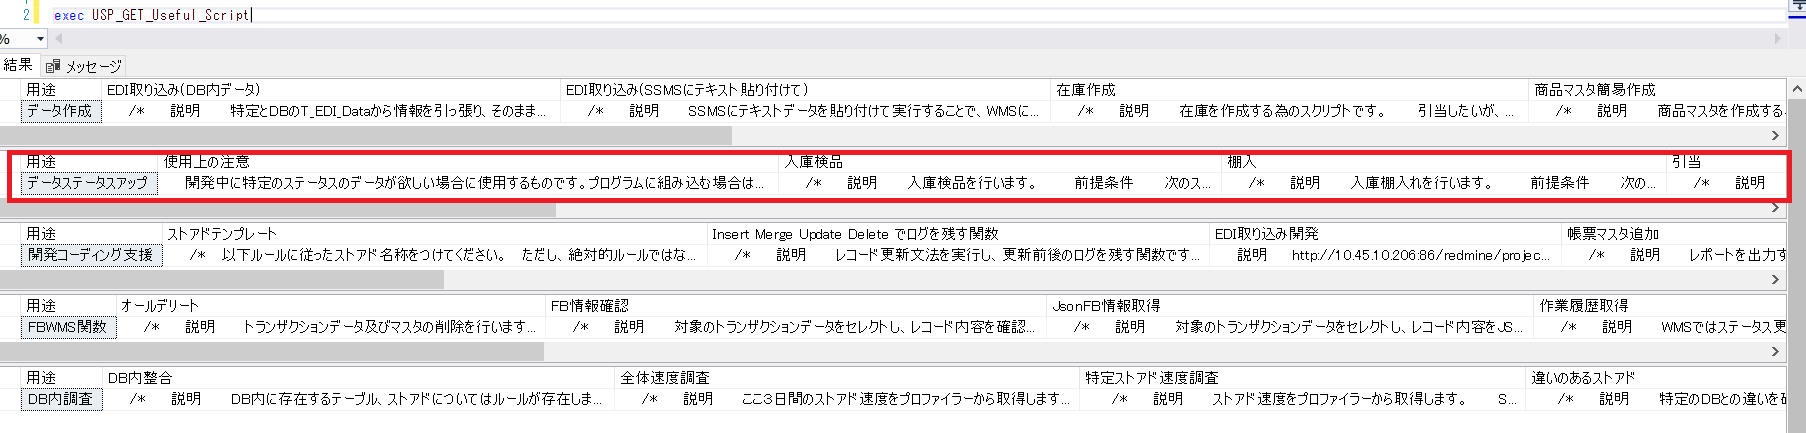 2 exec USP_GET_Useful_Script
%
結果 メッセージ
用途 EDI取り込み(DB内データ) EDI取り込み(SSMSにテキスト貼り付けて) 在庫作成 商品マスタ簡易作成
データ作成 /* 説明 特定とDBのT_EDI_Dataから情報を引っ張り、そのまま... /* 説明 SSMSにテキストデータを貼り付けて実行することで、WMSに... /* 説明 在庫を作成する為のスクリプトです。 引当したいが、... /* 説明 商品マスタを作成する
用途 使用上の注意 入庫検品 棚入 引当
データステータスアップ 開発中に特定のステータスのデータが欲しい場合に使用するものです。プログラムに組み込む場合は... /* 説明 入庫検品を行います。 前提条件 次のス... /* 説明 入庫棚入れを行います。 前提条件 次の... /* 説明
用途 ストアドテンプレート Insert Merge Update Delete でログを残す関数 EDI取り込み開発 帳票マスタ追加
開発コーディング支援 /* 以下ルールに従ったストアド名称をつけてください。 ただし、絶対的ルールではな... /* 説明 レコード更新文法を実行し、更新前後のログを残す関数です... 説明 http://10.45.10.206:86/redmine/projec... /* 説明 レポートを出力す
用途 オールデリート FB情報確認 JsonFB情報取得 作業履歴取得
FBWMS関数 /* 説明 トランザクションデータ及びマスタの削除を行います... /* 説明 対象のトランザクションデータをセレクトし、レコード内容を確認... /* 説明 対象のトランザクションデータをセレクトし、レコード内容をJS... /* 説明 WMSではステータス更
用途 DB内整合 全体速度調査 特定ストアド速度調査 違いのあるストアド
DB内調査 /* 説明 DB内に存在するテーブル、ストアドについてはルールが存在しま... /* 説明 ここ3日間のストアド速度をプロファイラーから取得します... /* 説明 ストアド速度をプロファイラーから取得します。 S... /* 説明 特定のDBとの違いを